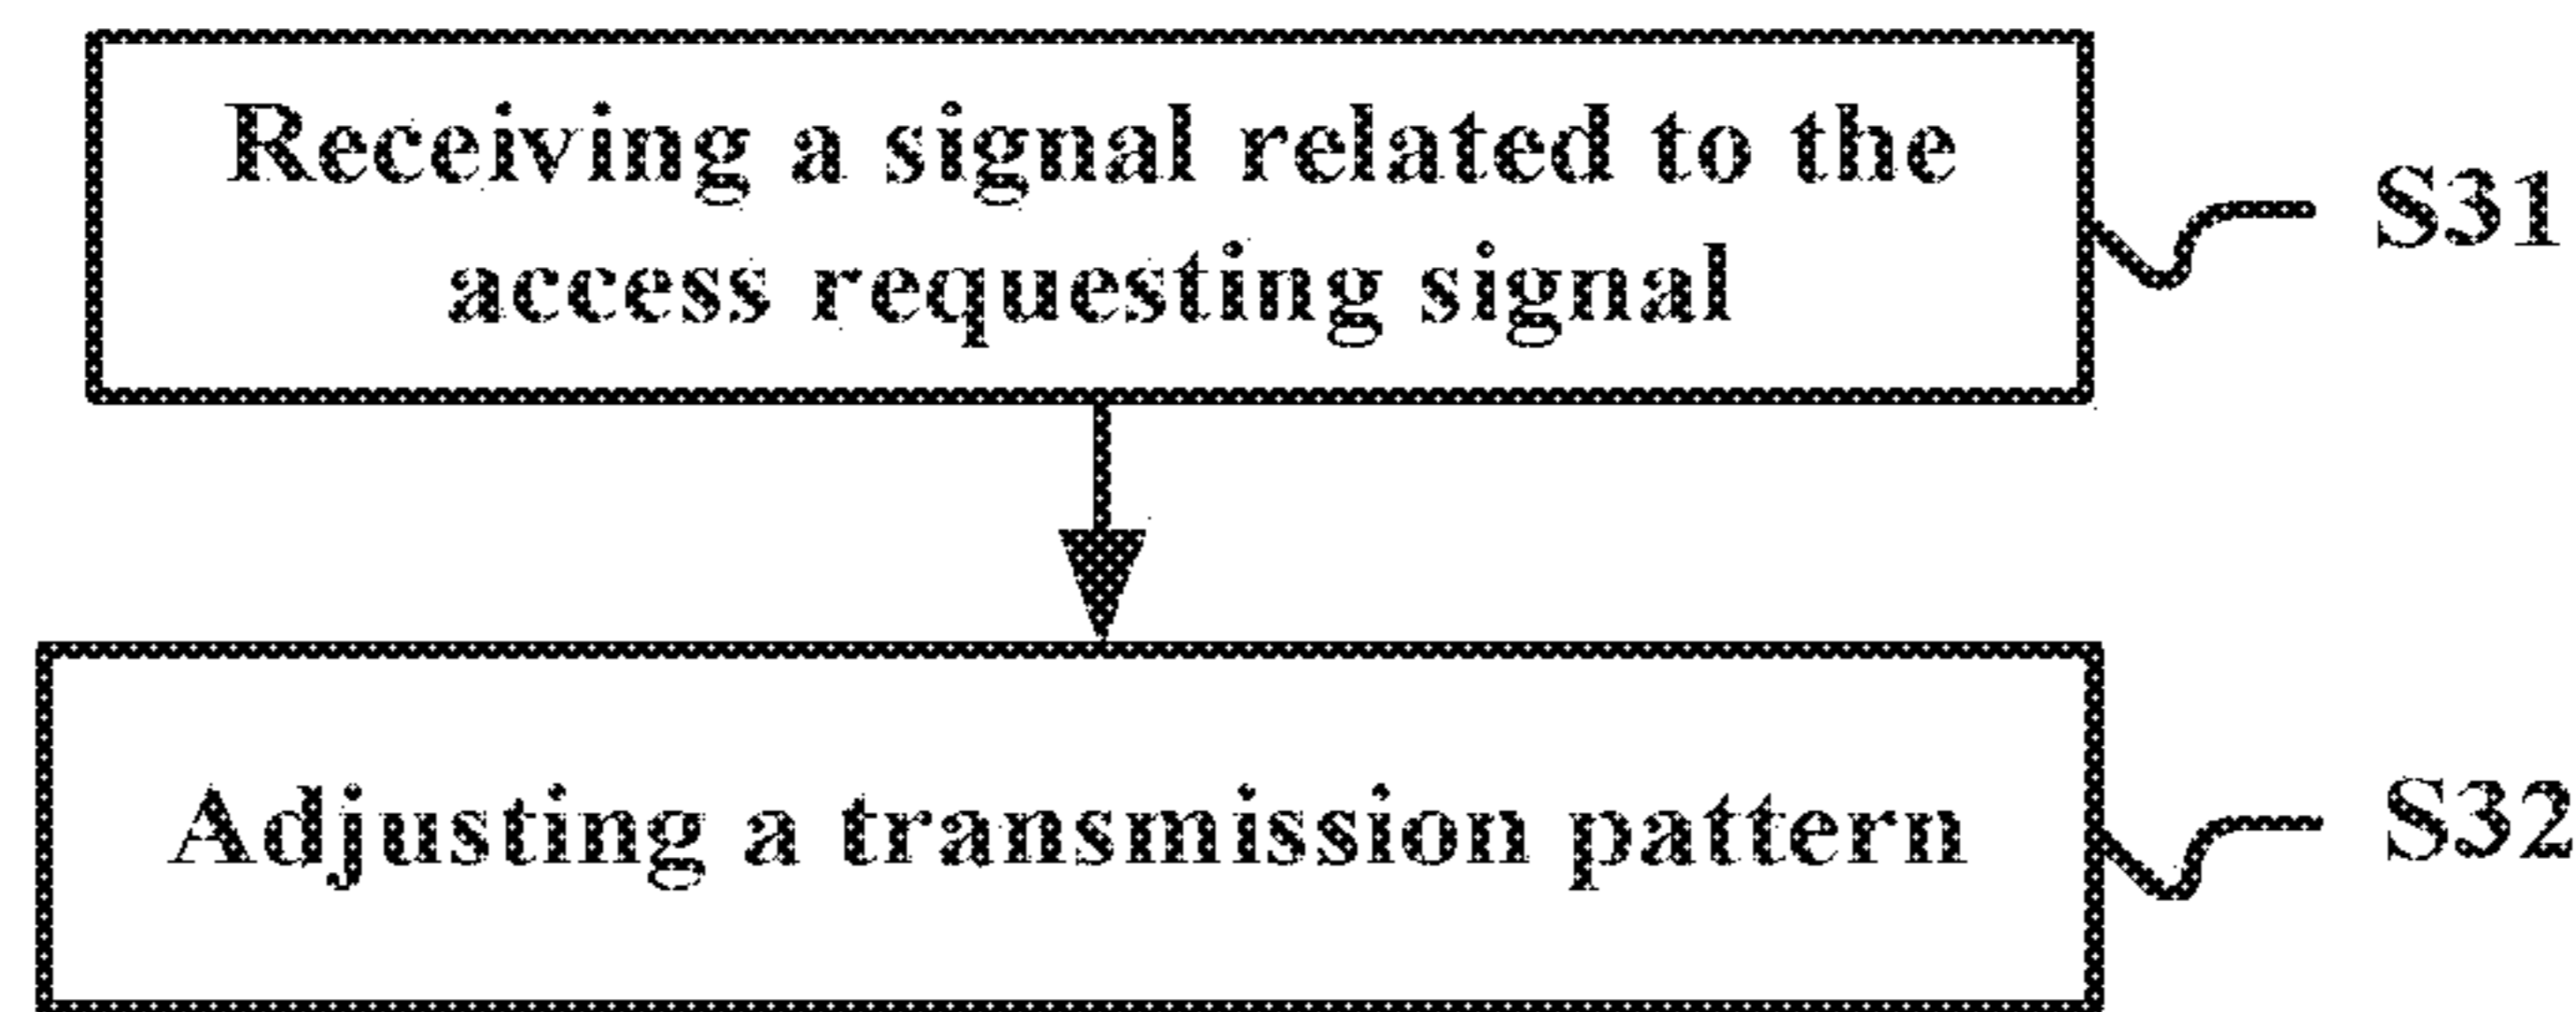 Receiving a signal related to the
access requesting signal
S31
Adjusting a transmission pattern
S32